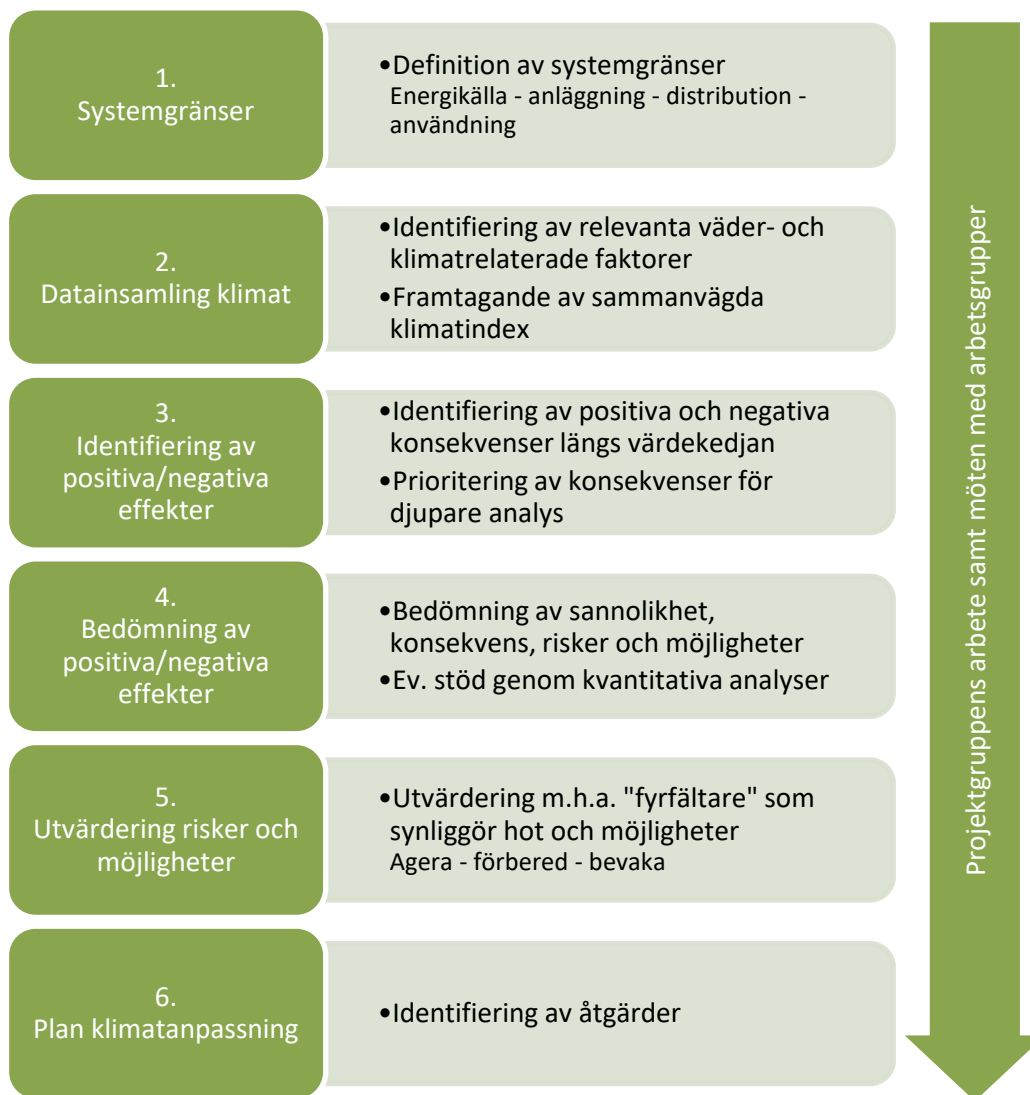 1.
Systemgränser
•Definition av systemgränser
Energikälla - anläggning - distribution -
användning
2.
Datainsamling klimat
•Identifiering av relevanta väder- och
klimatrelaterade faktorer
•Framtagande av sammanvägda
klimatindex
3.
Identifiering av
positiva/negativa
effekter
•Identifiering av positiva och negativa
konsekvenser längs värdekedjan
•Prioritering av konsekvenser för
djupare analys
4.
Bedömning av
positiva/negativa
effekter
•Bedömning av sannolikhet,
konsekvens, risker och möjligheter
•Ev. stöd genom kvantitativa analyser
5.
Utvärdering risker och
möjligheter
•Utvärdering m.h.a. "fyrfältare" som
synliggör hot och möjligheter
Agera - förbered - bevaka
6.
Plan klimatanpassning
•Identifiering av åtgärder
Projektgruppens arbete samt möten med arbetsgrupper